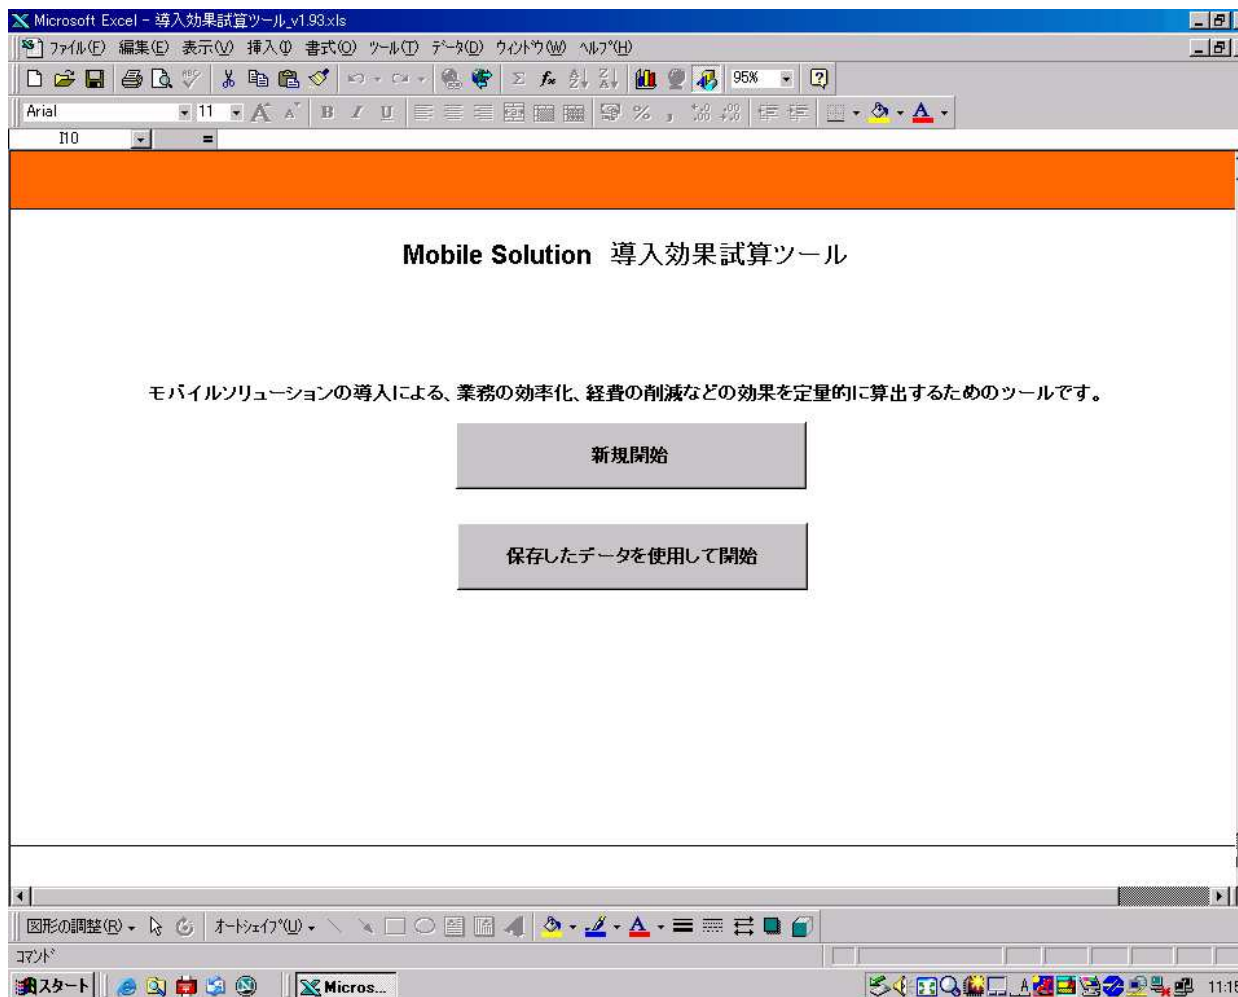 Microsoft Excel - 導入効果試算ツール_v1.93.xls
ファイル(F) 編集(E) 表示(V) 挿入(I) 書式(O) ツール(T) データ(D) ウィンドウ(W) ヘルプ(H)
95%
Arial 11 B I U % ,
I10 =
Mobile Solution 導入効果試算ツール
モバイルソリューションの導入による、業務の効率化、経費の削減などの効果を定量的に算出するためのツールです。
新規開始
保存したデータを使用して開始
図形の調整(R) オートシェイプ(U)
コマンド
スタート Micros... 11:15